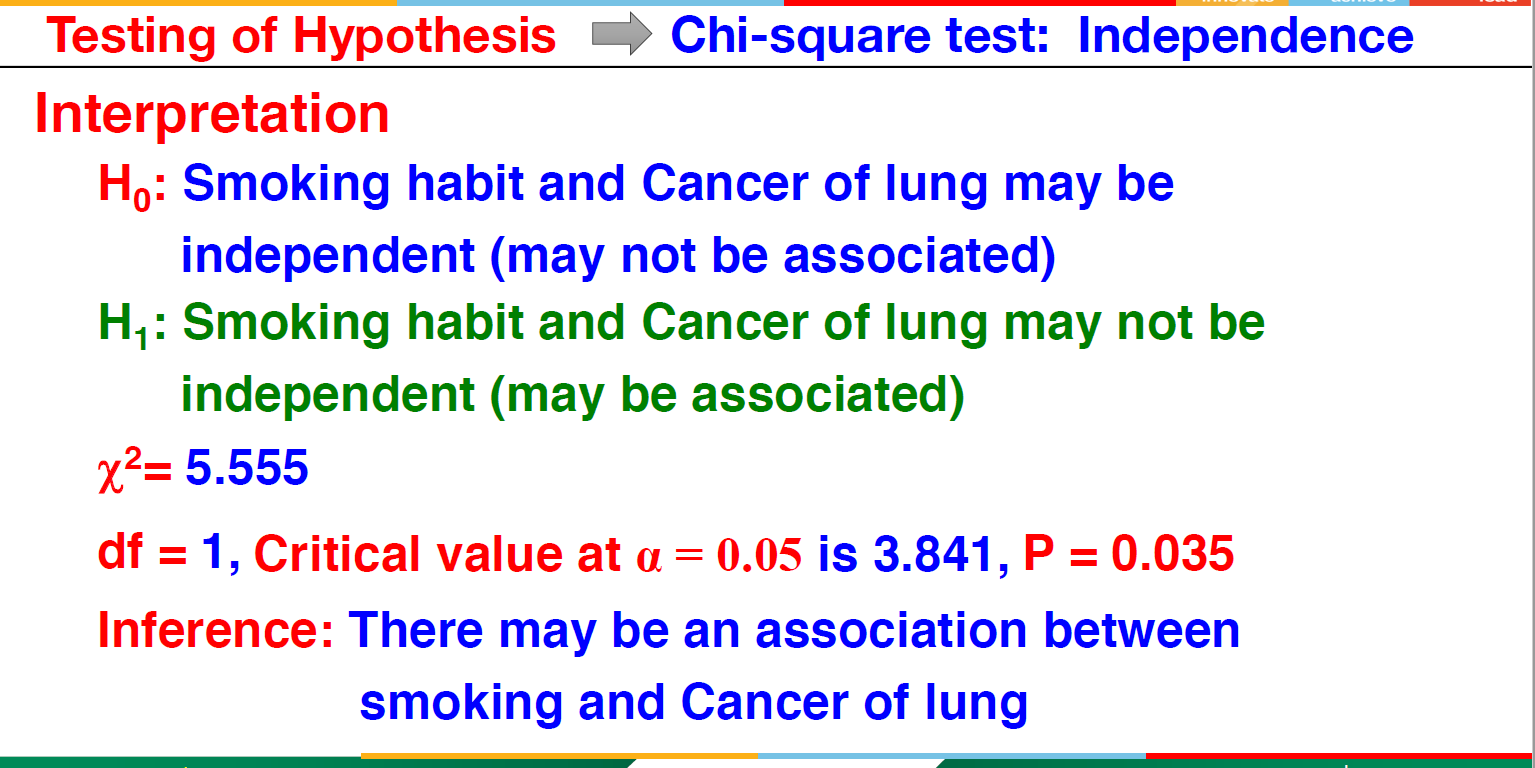 Testing of Hypothesis Chi-square test: Independence
Interpretation
H₀: Smoking habit and Cancer of lung may be
independent (may not be associated)
H₁: Smoking habit and Cancer of lung may not be
independent (may be associated)
χ²= 5.555
df = 1, Critical value at α = 0.05 is 3.841, P = 0.035
Inference: There may be an association between
smoking and Cancer of lung